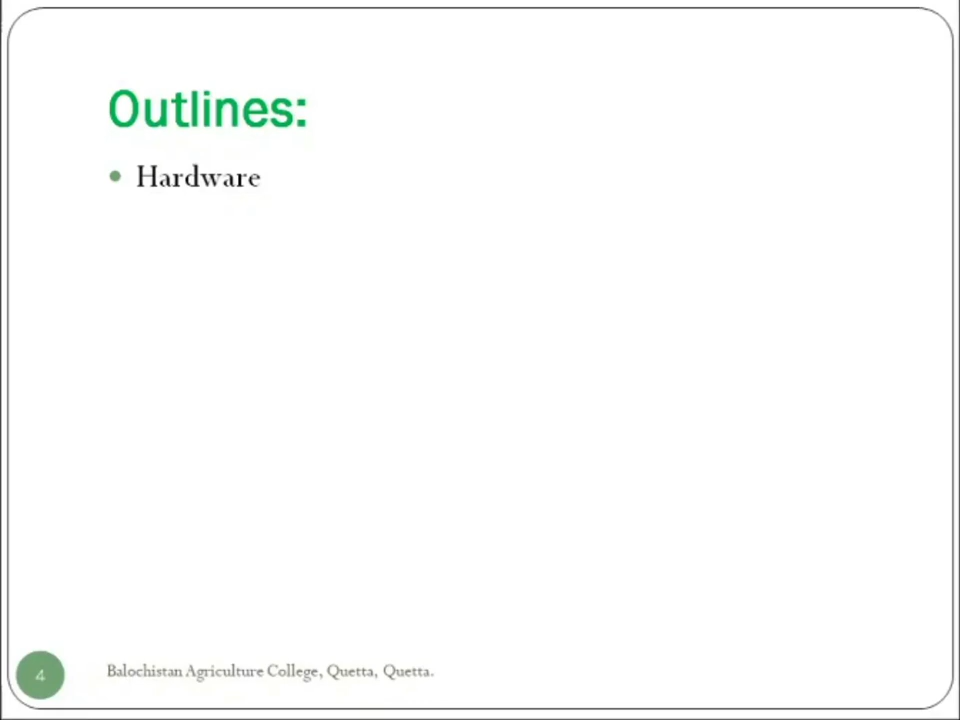 Outlines:
• Hardware
4
Balochistan Agriculture College, Quetta, Quetta.